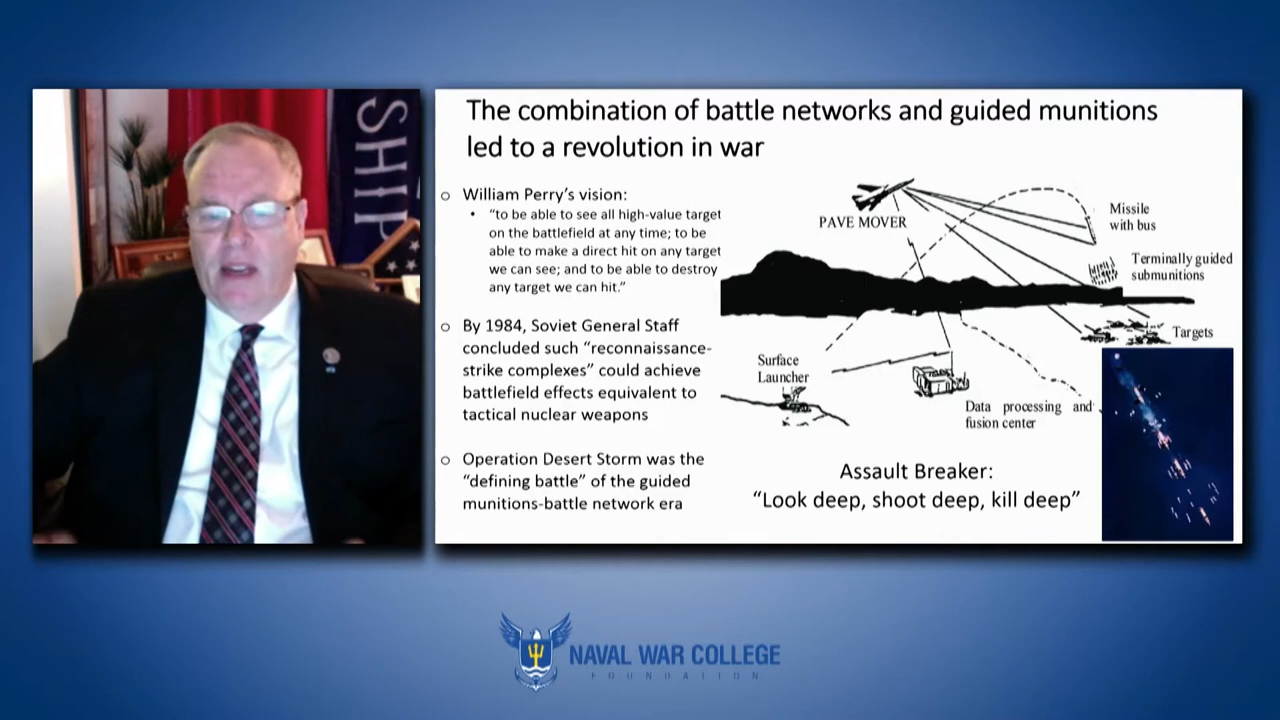 SHIP
The combination of battle networks and guided munitions
led to a revolution in war
William Perry's vision:
"to be able to see all high-value target
on the battlefield at any time; to be
able to make a direct hit on any target
we can see; and to be able to destroy
any target we can hit."
By 1984, Soviet General Staff
concluded such "reconnaissance-
strike complexes" could achieve
battlefield effects equivalent to
tactical nuclear weapons
Operation Desert Storm was the
"defining battle" of the guided
munitions-battle network era
PAVE MOVER
Missile
with bus
Terminally guided
submunitions
Targets
Surface
Launcher
Data processing and
fusion center
Assault Breaker:
"Look deep, shoot deep, kill deep"
NAVAL WAR COLLEGE
FOUNDATION